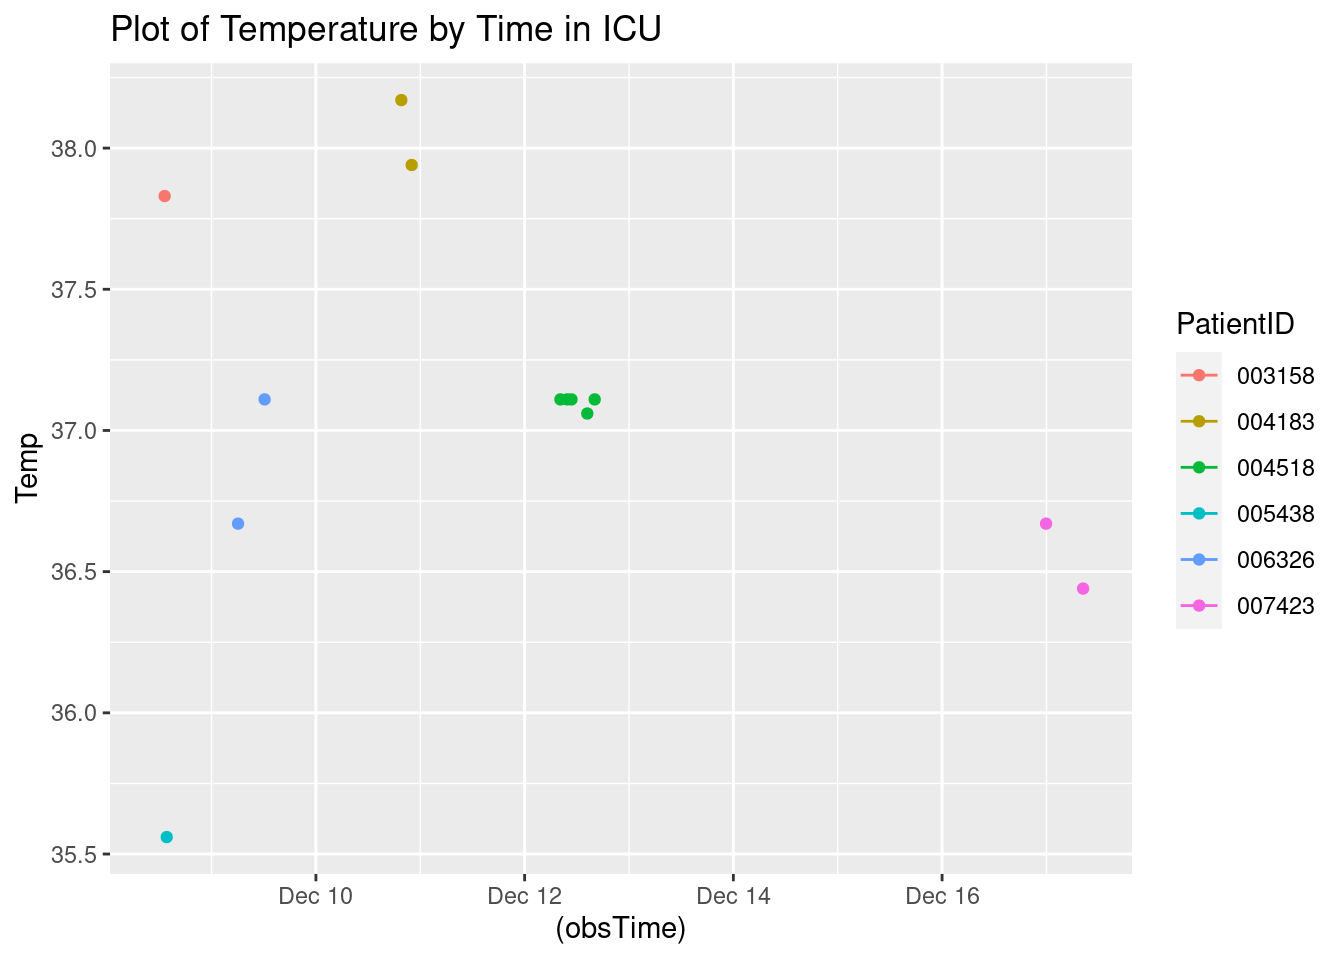 Plot of Temperature by Time in ICU
38.0
37.5
37.0
36.5
36.0
35.5
Temp
Dec 10
Dec 12
Dec 14
Dec 16
(obsTime)
PatientID
003158
004183
004518
005438
006326
007423